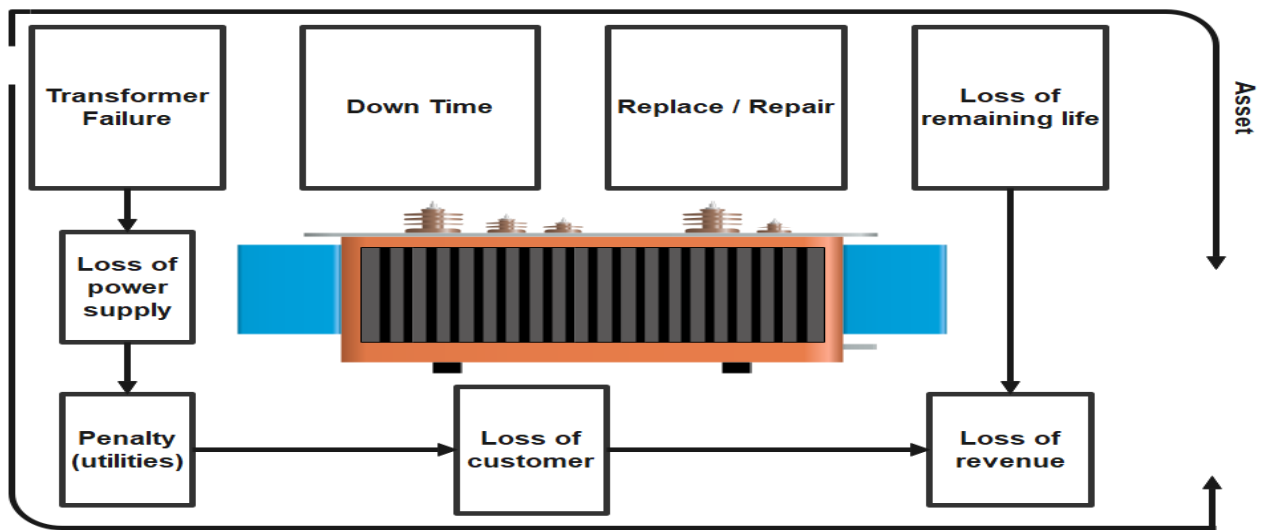 Transformer
Failure
Down Time
Replace / Repair
Loss of
remaining life
Asset
Loss of
power
supply
Penalty
(utilities)
Loss of
customer
Loss of
revenue